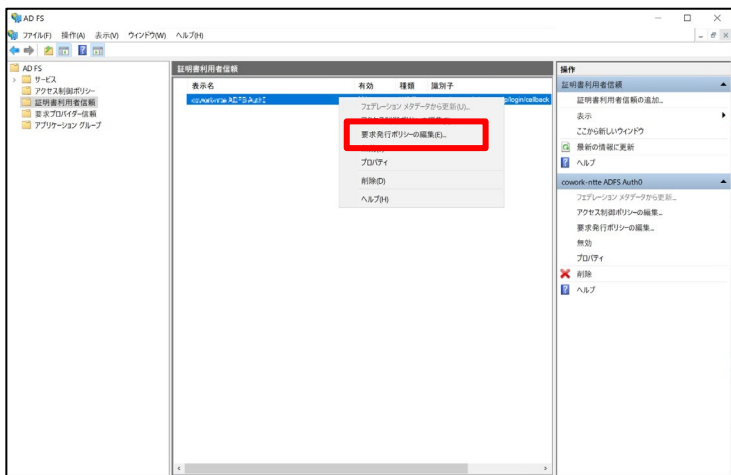 AD FS
ファイル(F) 操作(A) 表示(V) ウィンドウ(W) ヘルプ(H)
AD FS
サービス
アクセス制御ポリシー
証明書利用者信頼
要求プロバイダー信頼
アプリケーション グループ
証明書利用者信頼
表示名 有効 種類 識別子
cowork-ntte ADFS Auth0 p/login/callback
フェデレーション メタデータから更新(U)...
要求発行ポリシーの編集(E)...
プロパティ
削除(D)
ヘルプ(H)
操作
証明書利用者信頼
証明書利用者信頼の追加...
表示
ここから新しいウィンドウ
最新の情報に更新
ヘルプ
cowork-ntte ADFS Auth0
フェデレーション メタデータから更新...
アクセス制御ポリシーの編集...
要求発行ポリシーの編集...
無効
プロパティ
削除
ヘルプ